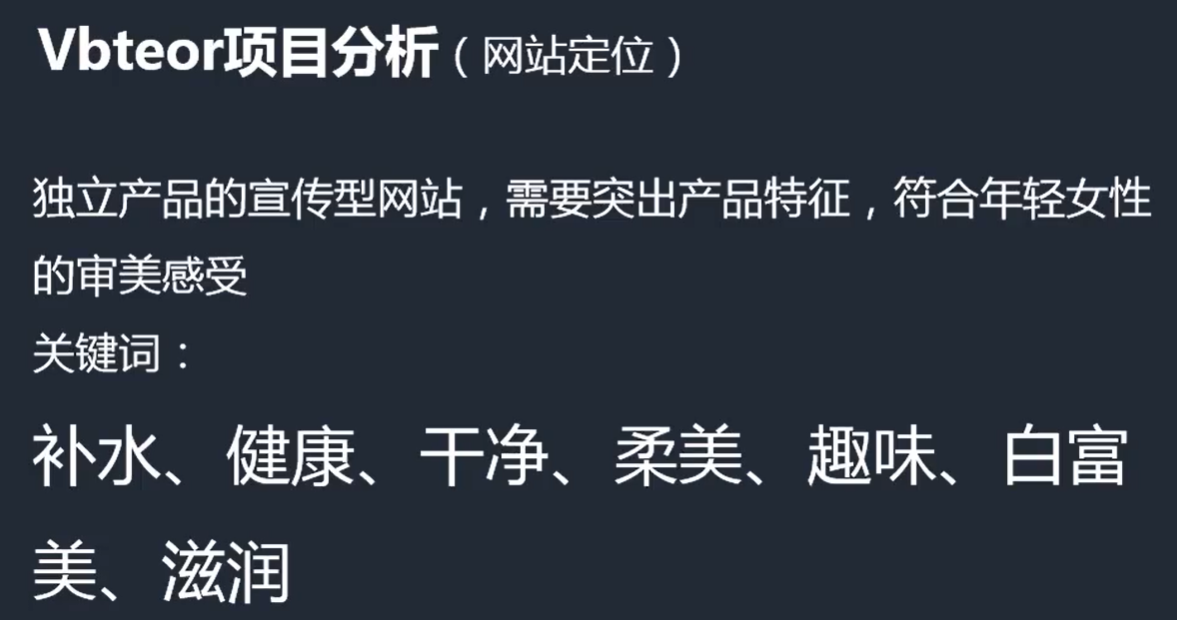 Vbteor项目分析（网站定位）
独立产品的宣传型网站，需要突出产品特征，符合年轻女性
的审美感受
关键词：
补水、健康、干净、柔美、趣味、白富
美、滋润